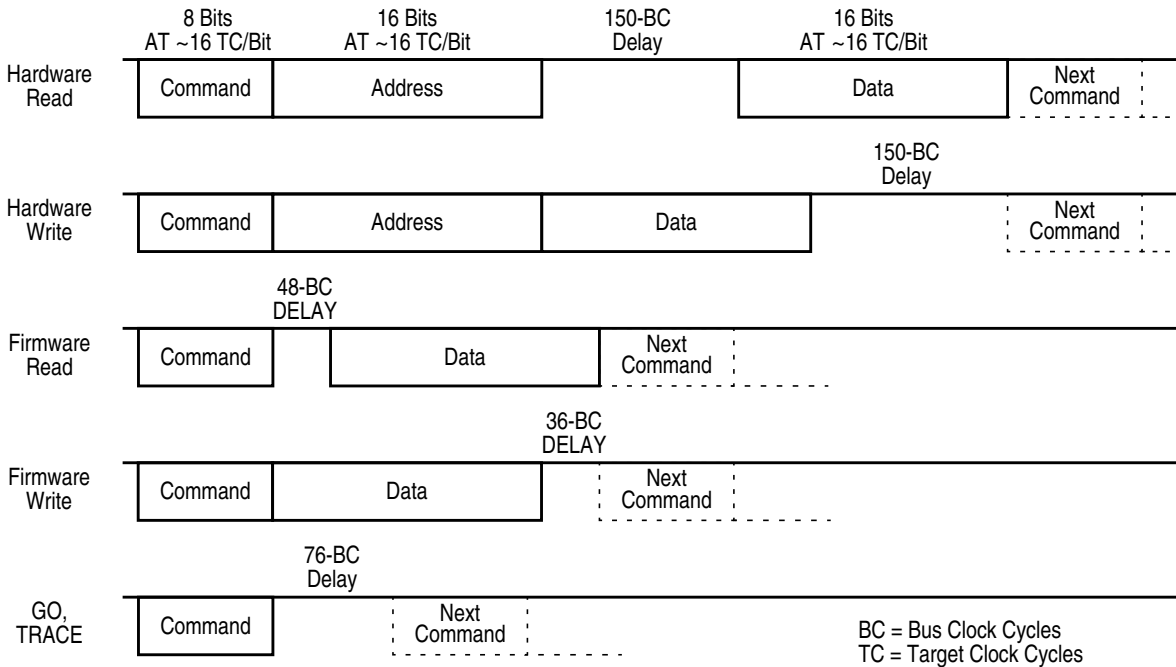 8 Bits
AT ~16 TC/Bit
16 Bits
AT ~16 TC/Bit
150-BC
Delay
16 Bits
AT ~16 TC/Bit
Hardware
Read
Command
Address
Data
Next
Command
150-BC
Delay
Hardware
Write
Command
Address
Data
Next
Command
48-BC
DELAY
Firmware
Read
Command
Data
Next
Command
36-BC
DELAY
Firmware
Write
Command
Data
Next
Command
76-BC
Delay
GO,
TRACE
Command
Next
Command
BC = Bus Clock Cycles
TC = Target Clock Cycles